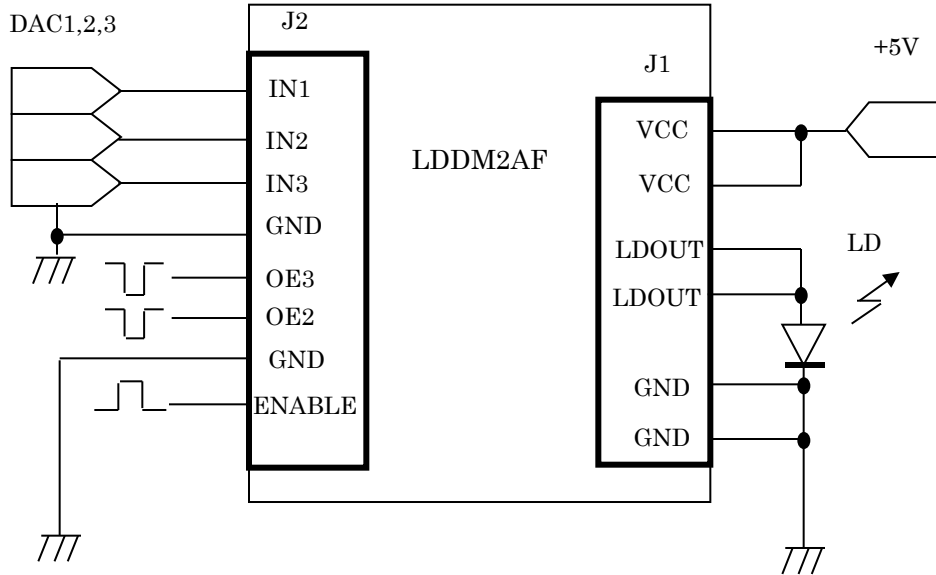 DAC1,2,3
J2
IN1
IN2
IN3
GND
OE3
OE2
GND
ENABLE
LDDM2AF
J1
VCC
VCC
LDOUT
LDOUT
GND
GND
+5V
LD